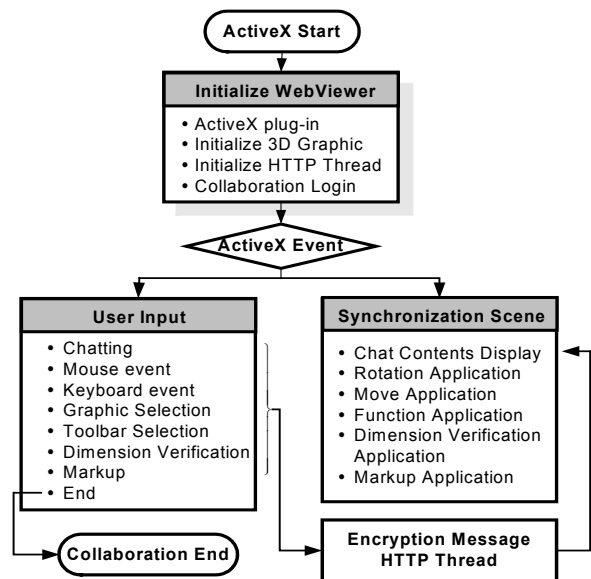 ActiveX Start
Initialize WebViewer
• ActiveX plug-in
• Initialize 3D Graphic
• Initialize HTTP Thread
• Collaboration Login
ActiveX Event
User Input
• Chatting
• Mouse event
• Keyboard event
• Graphic Selection
• Toolbar Selection
• Dimension Verification
• Markup
• End
Synchronization Scene
• Chat Contents Display
• Rotation Application
• Move Application
• Function Application
• Dimension Verification
Application
• Markup Application
Collaboration End
Encryption Message
HTTP Thread